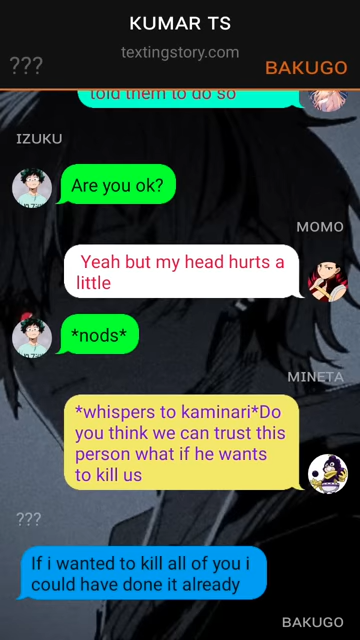 KUMAR TS
textingstory.com
???
BAKUGO
told them to do so
IZUKU
Are you ok?
MOMO
Yeah but my head hurts a
little
*nods*
MINETA
*whispers to kaminari*Do
you think we can trust this
person what if he wants
to kill us
???
If i wanted to kill all of you i
could have done it already
BAKUGO